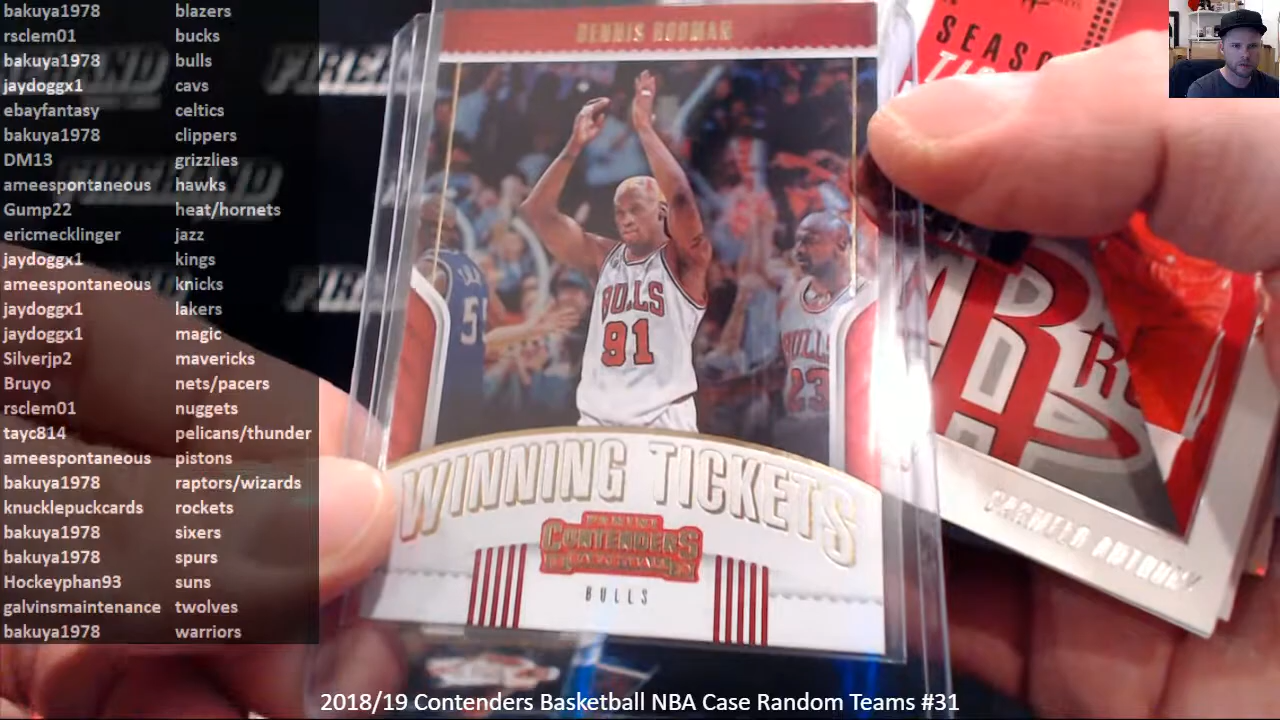 bakuya1978 blazers
rsclem01 bucks
bakuya1978 bulls
jaydoggx1 cavs
ebayfantasy celtics
bakuya1978 clippers
DM13 grizzlies
ameespontaneous hawks
Gump22 heat/hornets
ericmecklinger jazz
jaydoggx1 kings
ameespontaneous knicks
jaydoggx1 lakers
jaydoggx1 magic
Silverjp2 mavericks
Bruyo nets/pacers
rsclem01 nuggets
tayc814 pelicans/thunder
ameespontaneous pistons
bakuya1978 raptors/wizards
knucklepuckcards rockets
bakuya1978 sixers
bakuya1978 spurs
Hockeyphan93 suns
galvinsmaintenance twolves
bakuya1978 warriors
DENNIS RODMAN
BULLS
91
BULLS
23
WINNING TICKETS
PANINI
CONTENDERS
BULLS
CARMELO ANTHONY
2018/19 Contenders Basketball NBA Case Random Teams #31